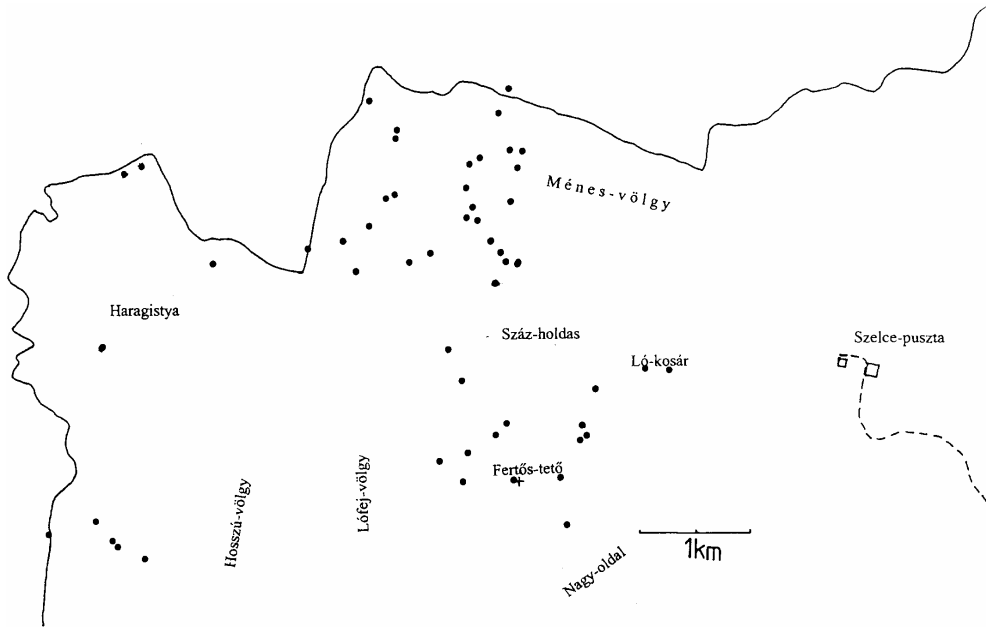 Ménes-völgy
Haragistya
Száz-holdas
Szelce-puszta
Ló-kosár
Fertős-tető
Lófej-völgy
Hosszú-völgy
1km
Nagy-oldal